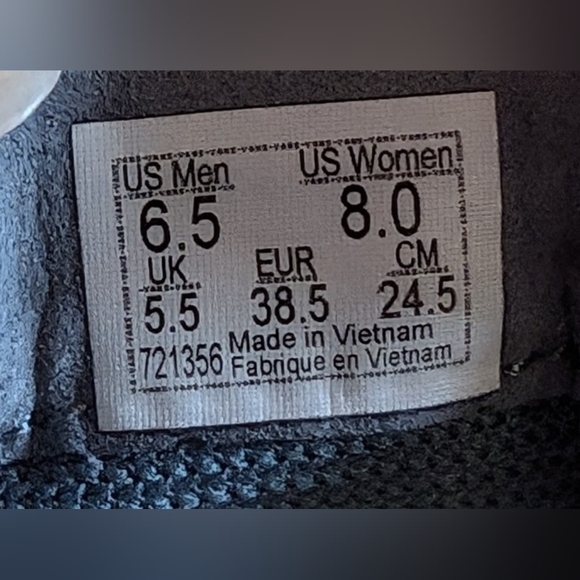 US Men US Women
6.5 8.0
UK EUR CM
5.5 38.5 24.5
721356 Made in Vietnam
Fabrique en Vietnam